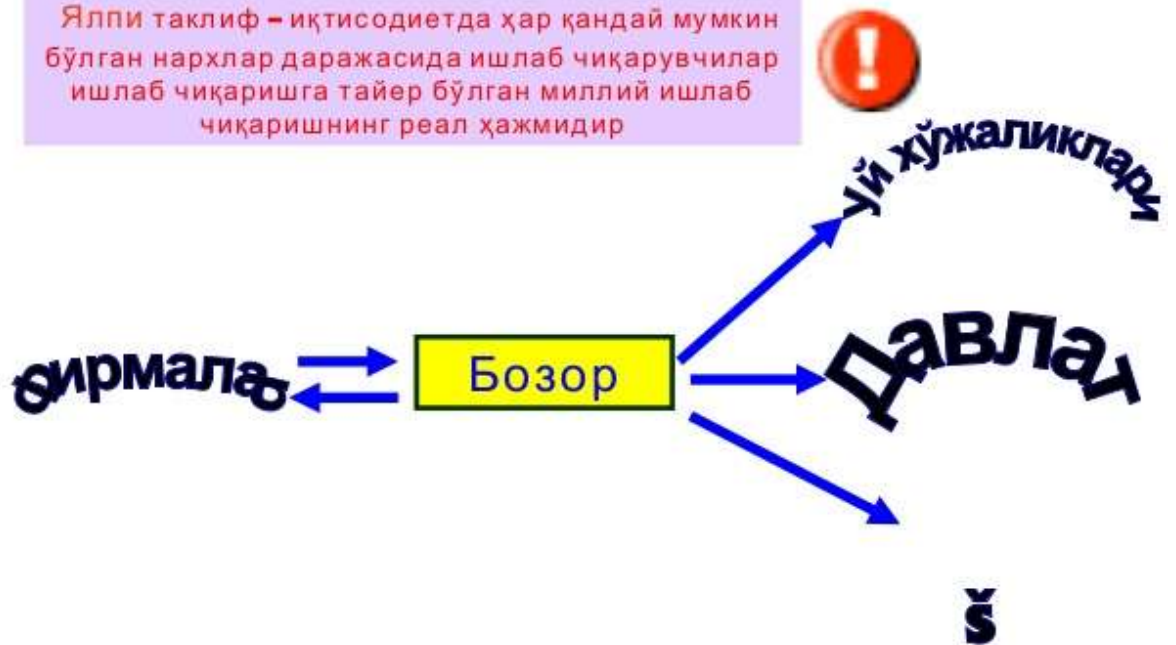 Ялпи таклиф – иқтисодиетда ҳар қандай мумкин
бўлган нархлар даражасида ишлаб чиқарувчилар
ишлаб чиқаришга тайер бўлган миллий ишлаб
чиқаришнинг реал ҳажмидир
!
уй хўжаликлари
Фирмалар
Бозор
Давлат
š